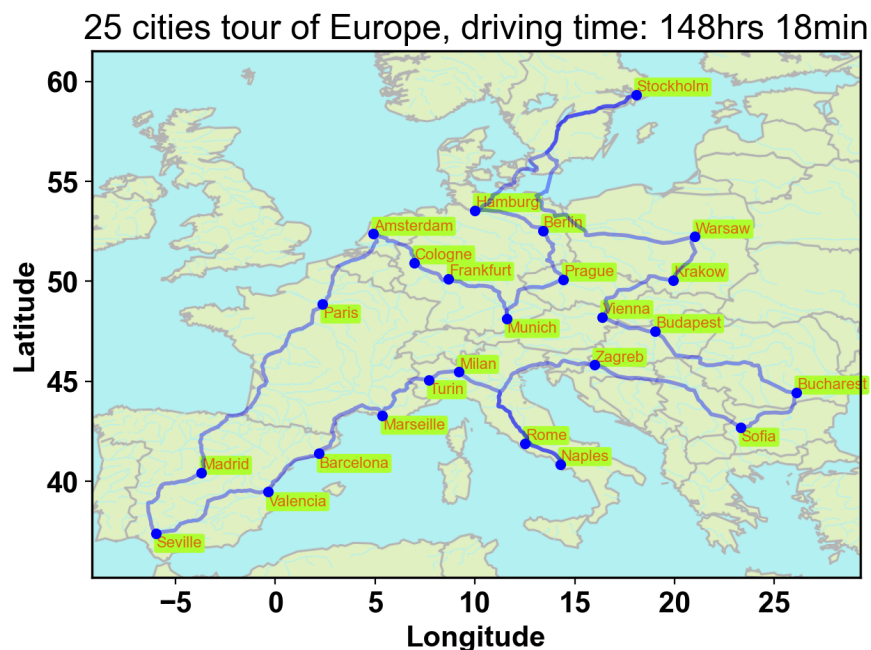 25 cities tour of Europe, driving time: 148hrs 18min
60
55
50
45
40
Latitude
Stockholm
Hamburg
Amsterdam
Berlin
Warsaw
Cologne
Frankfurt
Prague
Krakow
Paris
Munich
Vienna
Budapest
Zagreb
Milan
Turin
Bucharest
Marseille
Rome
Sofia
Naples
Madrid
Barcelona
Valencia
Seville
−5
0
5
10
15
20
25
Longitude